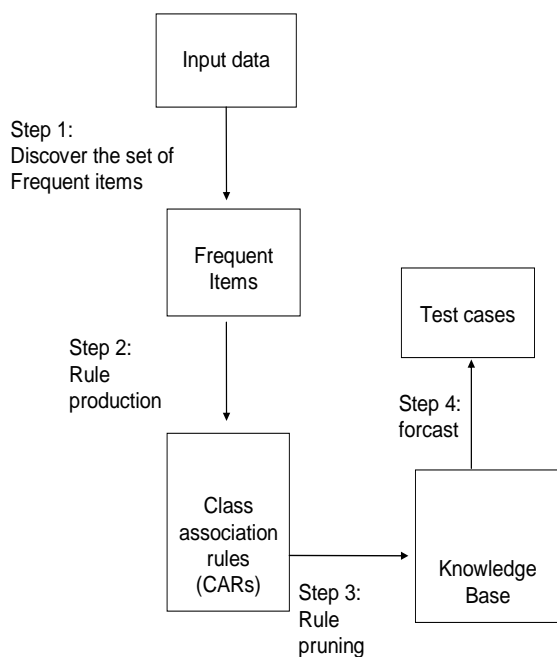 Input data
Step 1:
Discover the set of
Frequent items
Frequent
Items
Step 2:
Rule
production
Class
association
rules
(CARs)
Step 3:
Rule
pruning
Knowledge
Base
Step 4:
forcast
Test cases